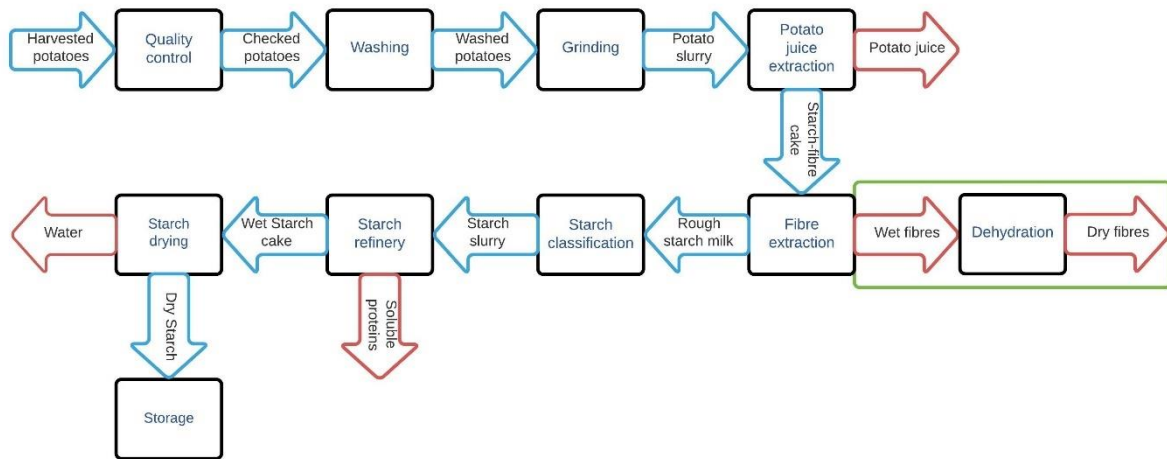 Harvested
potatoes
Quality
control
Checked
potatoes
Washing
Washed
potatoes
Grinding
Potato
slurry
Potato
juice
extraction
Potato juice
Starch-fibre
cake
Water
Starch
drying
Wet Starch
cake
Starch
refinery
Starch
slurry
Starch
classification
Rough
starch milk
Fibre
extraction
Wet fibres
Dehydration
Dry fibres
Dry Starch
Soluble
proteins
Storage